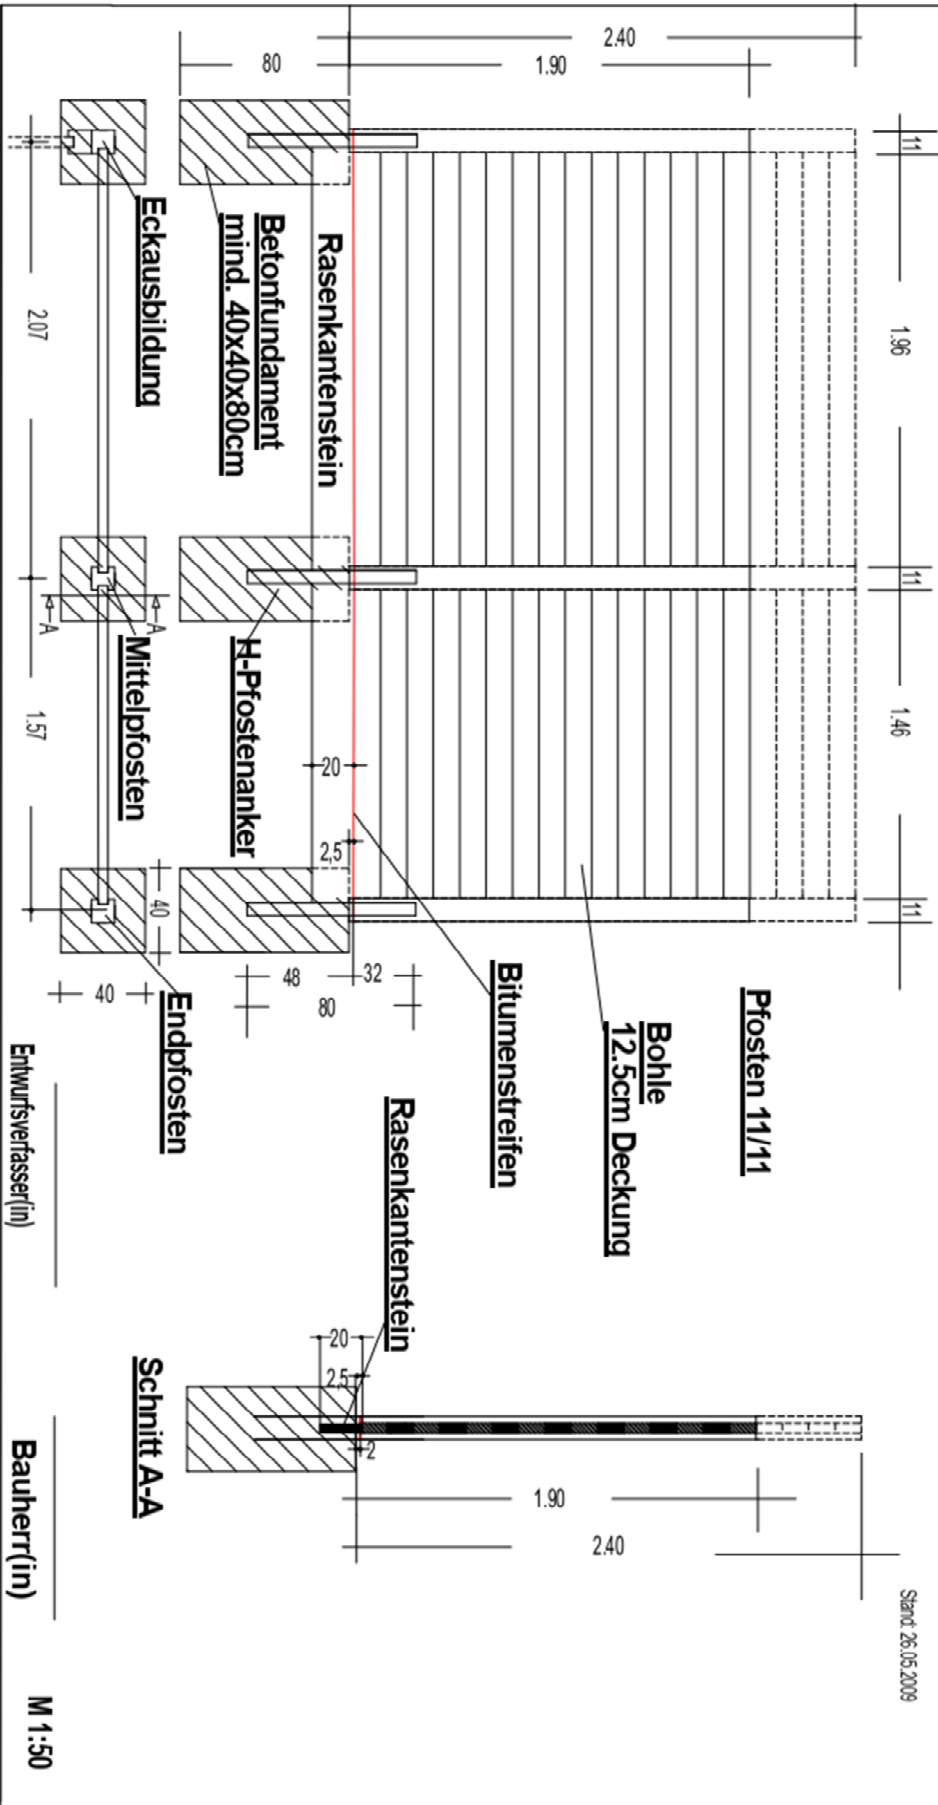 Stand: 26.05.2009
11
1.96
11
1.46
11
2.40
1.90
80
Pfosten 11/11
Bohle
12.5cm Deckung
Bitumenstreifen
Rasenkantenstein
Rasenkantenstein
Betonfundament
mind. 40x40x80cm
H-Pfostenanker
20
2,5
32
48
80
Eckausbildung
Mittelpfosten
Endpfosten
A
A
40
40
2.07
1.57
20
2,5
2
1.90
2.40
Schnitt A-A
Entwurfsverfasser(in)
Bauherr(in)
M 1:50